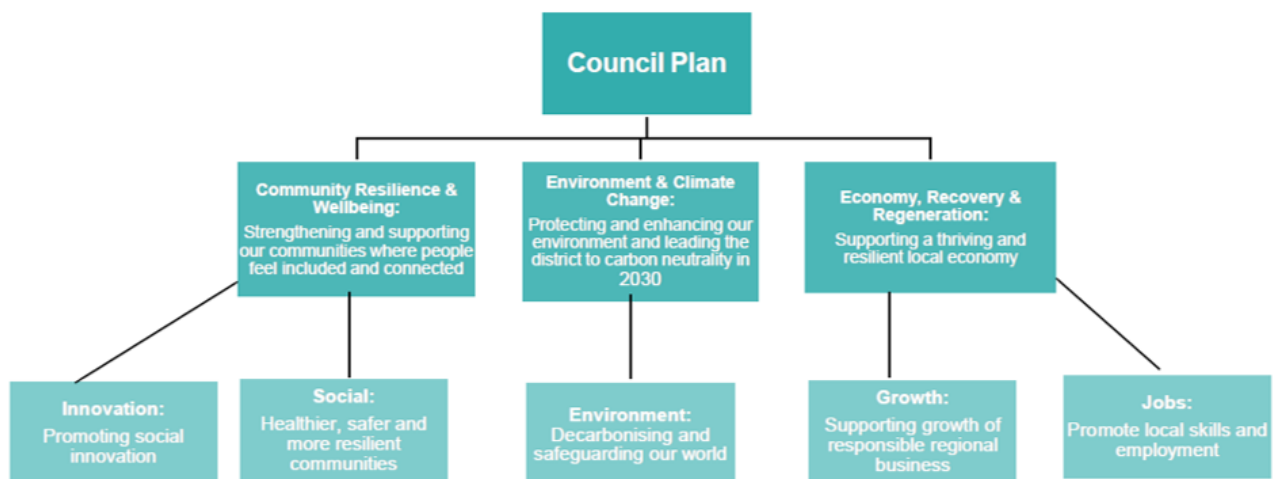 Council Plan
Community Resilience &
Wellbeing:
Strengthening and supporting
our communities where people
feel included and connected
Environment & Climate
Change:
Protecting and enhancing our
environment and leading the
district to carbon neutrality in
2030
Economy, Recovery &
Regeneration:
Supporting a thriving and
resilient local economy
Innovation:
Promoting social
innovation
Social:
Healthier, safer and
more resilient
communities
Environment:
Decarbonising and
safeguarding our world
Growth:
Supporting growth of
responsible regional
business
Jobs:
Promote local skills and
employment